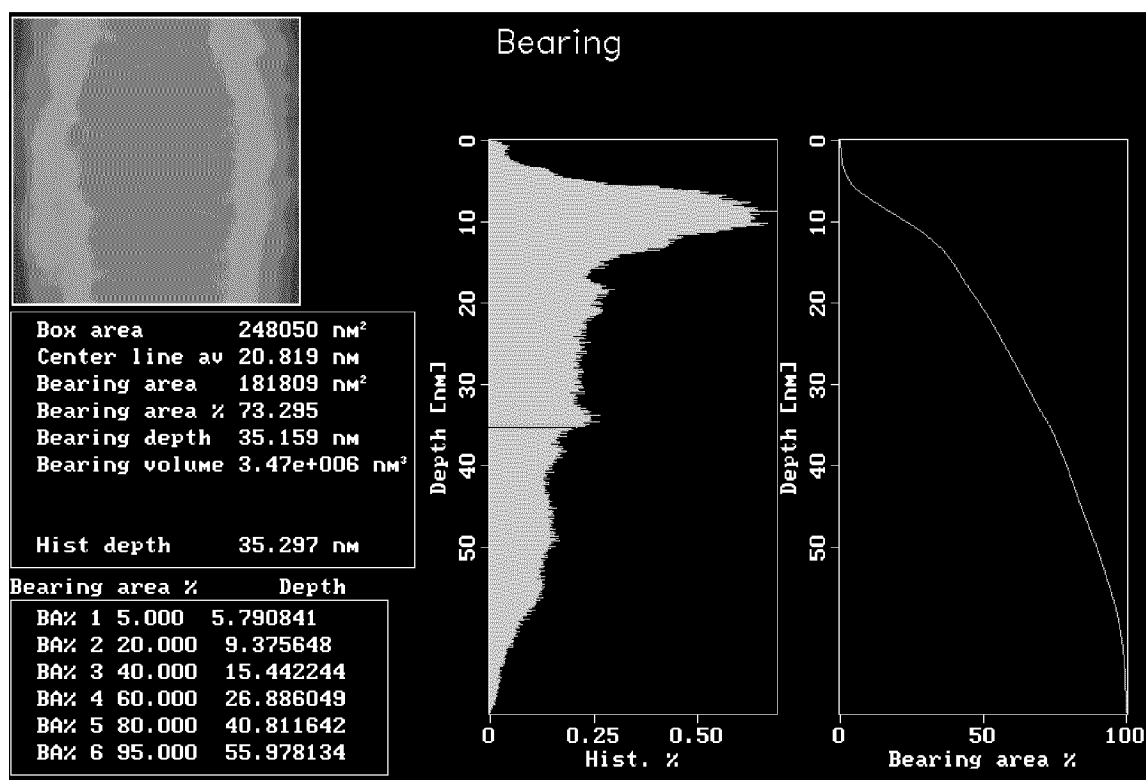 Bearing
Box area 248050 nм²
Center line av 20.819 nм
Bearing area 181809 nм²
Bearing area % 73.295
Bearing depth 35.159 nм
Bearing voluмe 3.47e+006 nм³
Hist depth 35.297 nм
Bearing area % Depth
BA% 1 5.000 5.790841
BA% 2 20.000 9.375648
BA% 3 40.000 15.442244
BA% 4 60.000 26.886049
BA% 5 80.000 40.811642
BA% 6 95.000 55.978134
Depth [nм]
0
10
20
30
40
50
0 0.25 0.50
Hist. %
Depth [nм]
0
10
20
30
40
50
0 50 100
Bearing area %